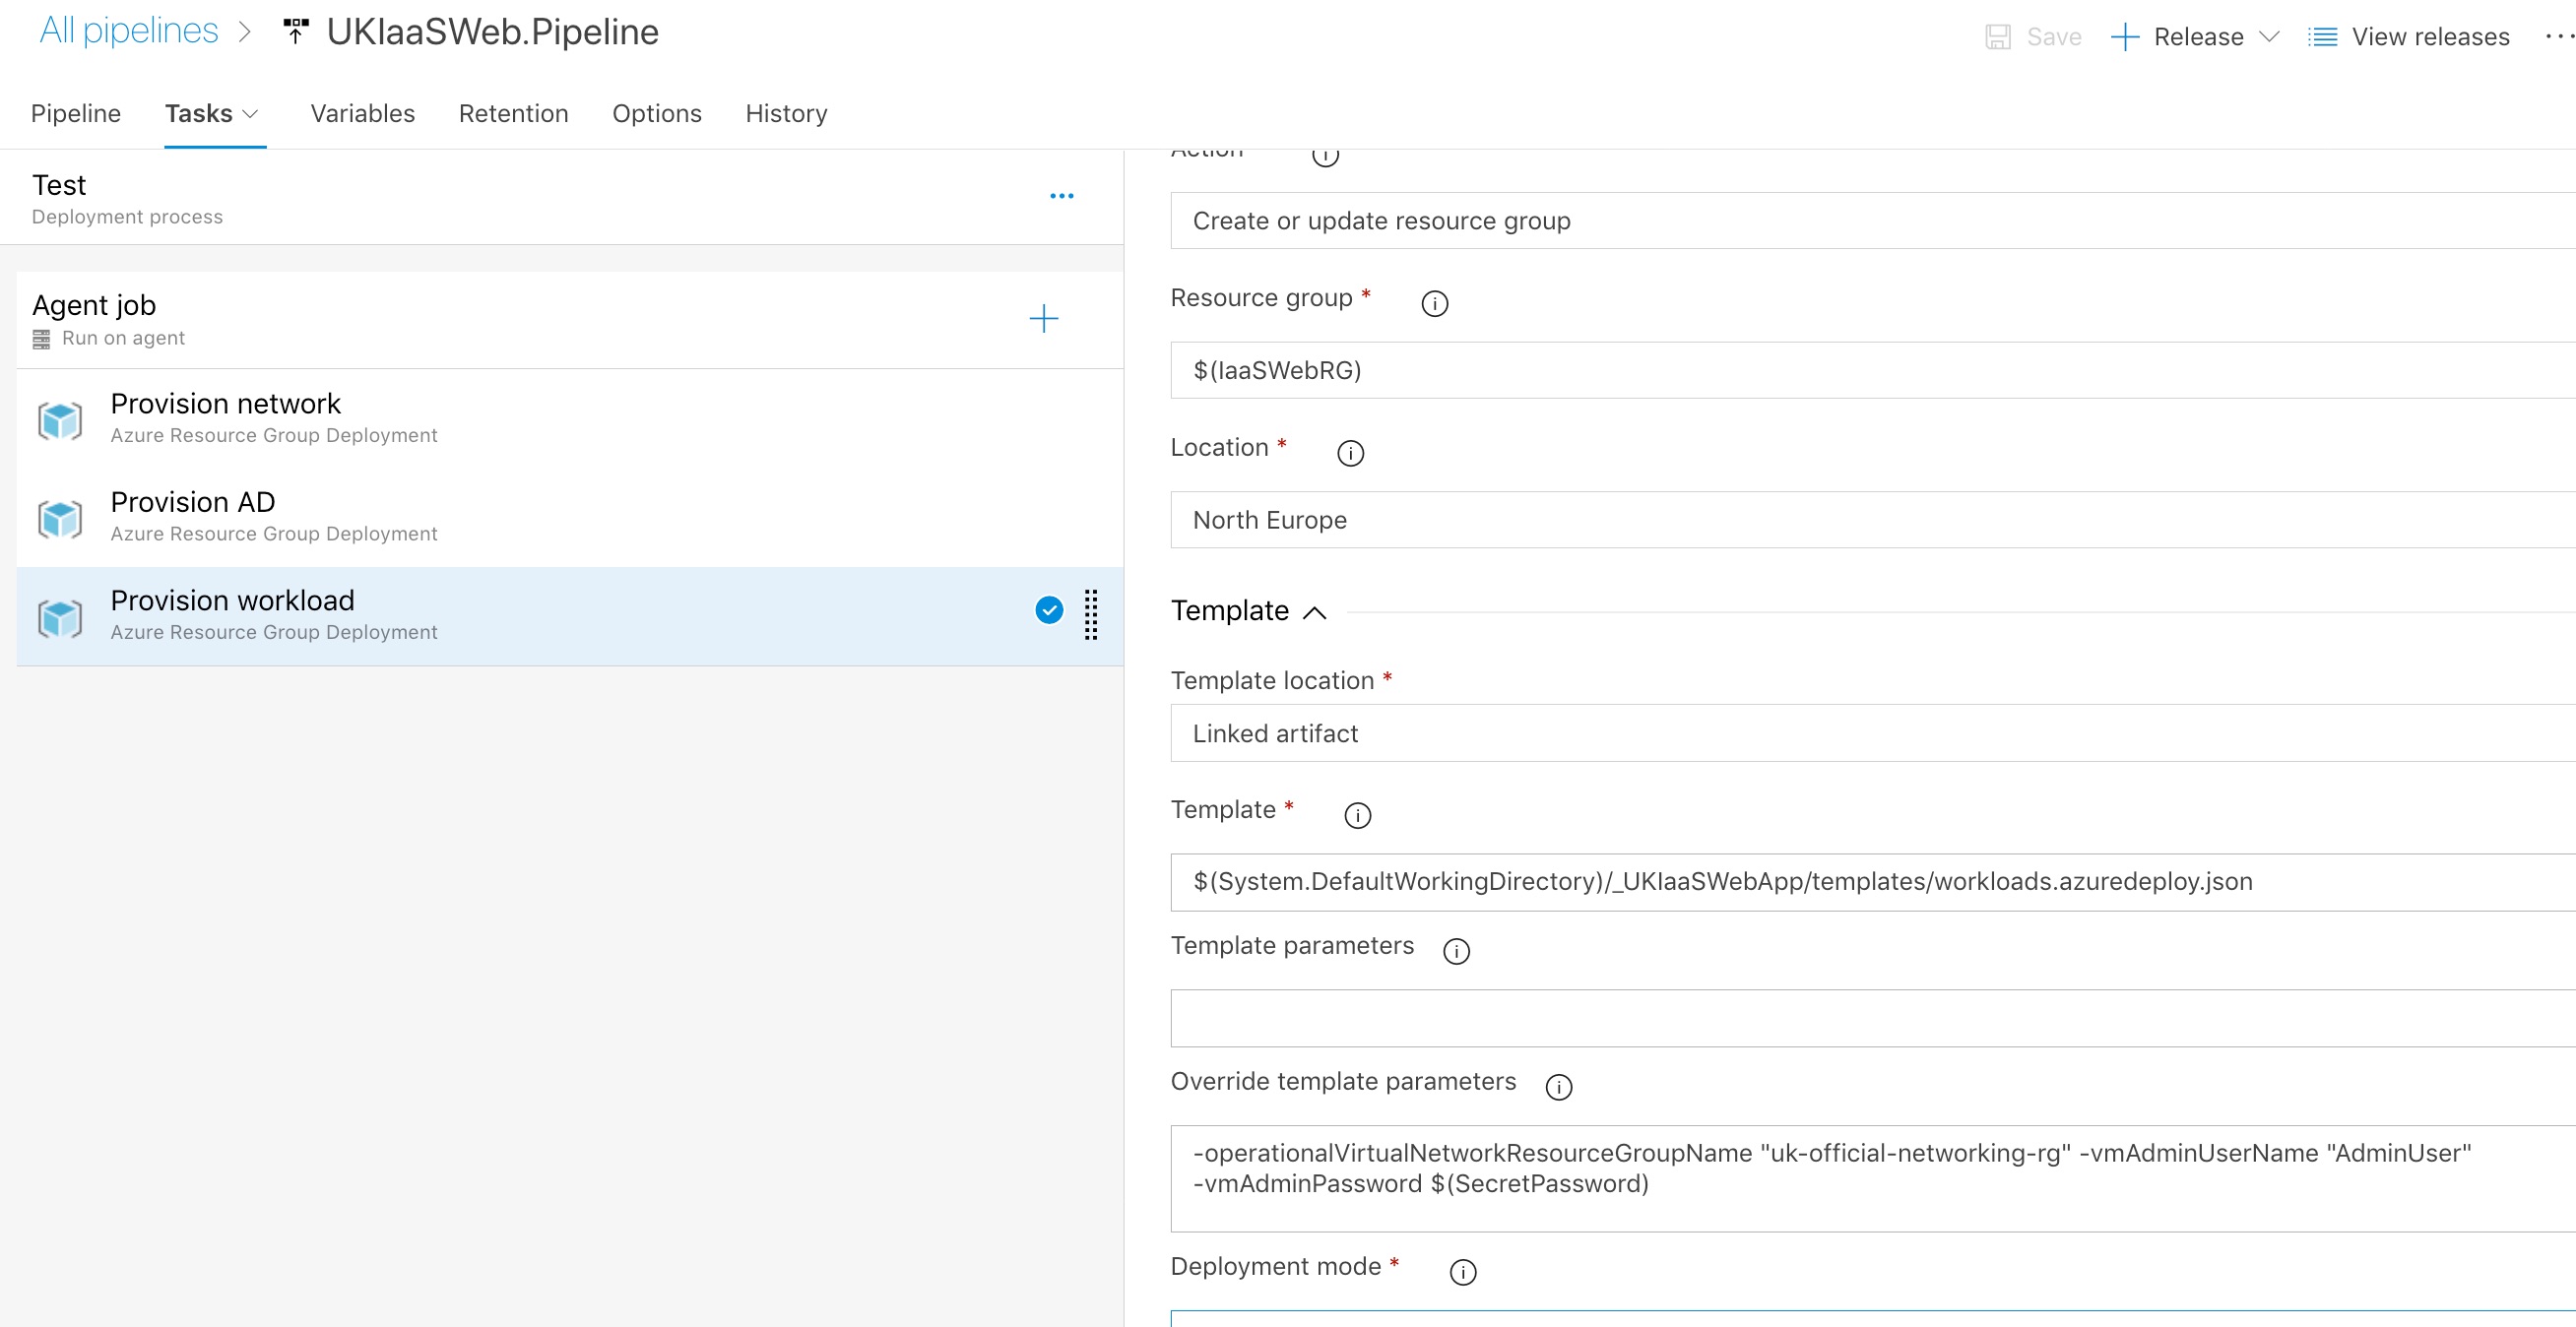 All pipelines > UKIaaSWeb.Pipeline
Save + Release View releases ...
Pipeline Tasks Variables Retention Options History
Test
Deployment process
Agent job
Run on agent
Provision network
Azure Resource Group Deployment
Provision AD
Azure Resource Group Deployment
Provision workload
Azure Resource Group Deployment
Action
Create or update resource group
Resource group *
$(IaaSWebRG)
Location *
North Europe
Template
Template location *
Linked artifact
Template *
$(System.DefaultWorkingDirectory)/_UKIaaSWebApp/templates/workloads.azuredeploy.json
Template parameters
Override template parameters
-operationalVirtualNetworkResourceGroupName "uk-official-networking-rg" -vmAdminUserName "AdminUser"
-vmAdminPassword $(SecretPassword)
Deployment mode *